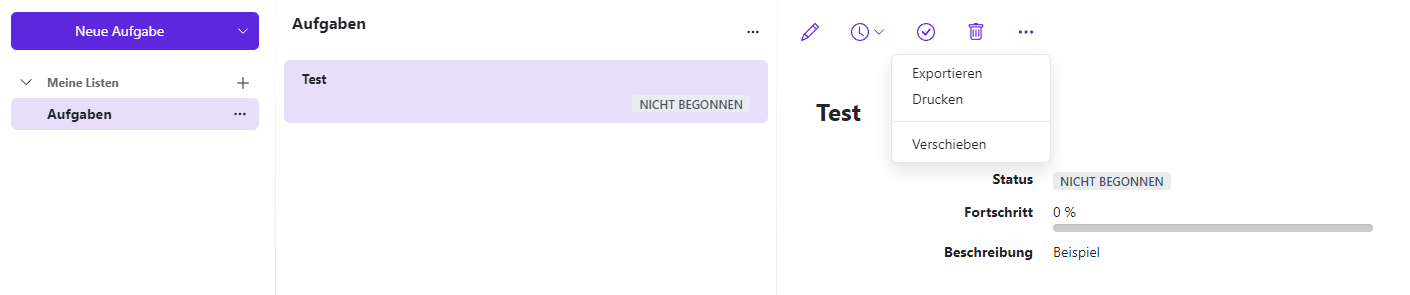 Neue Aufgabe
Meine Listen
Aufgaben
Aufgaben
Test
NICHT BEGONNEN
Exportieren
Drucken
Verschieben
Test
Status NICHT BEGONNEN
Fortschritt 0 %
Beschreibung Beispiel